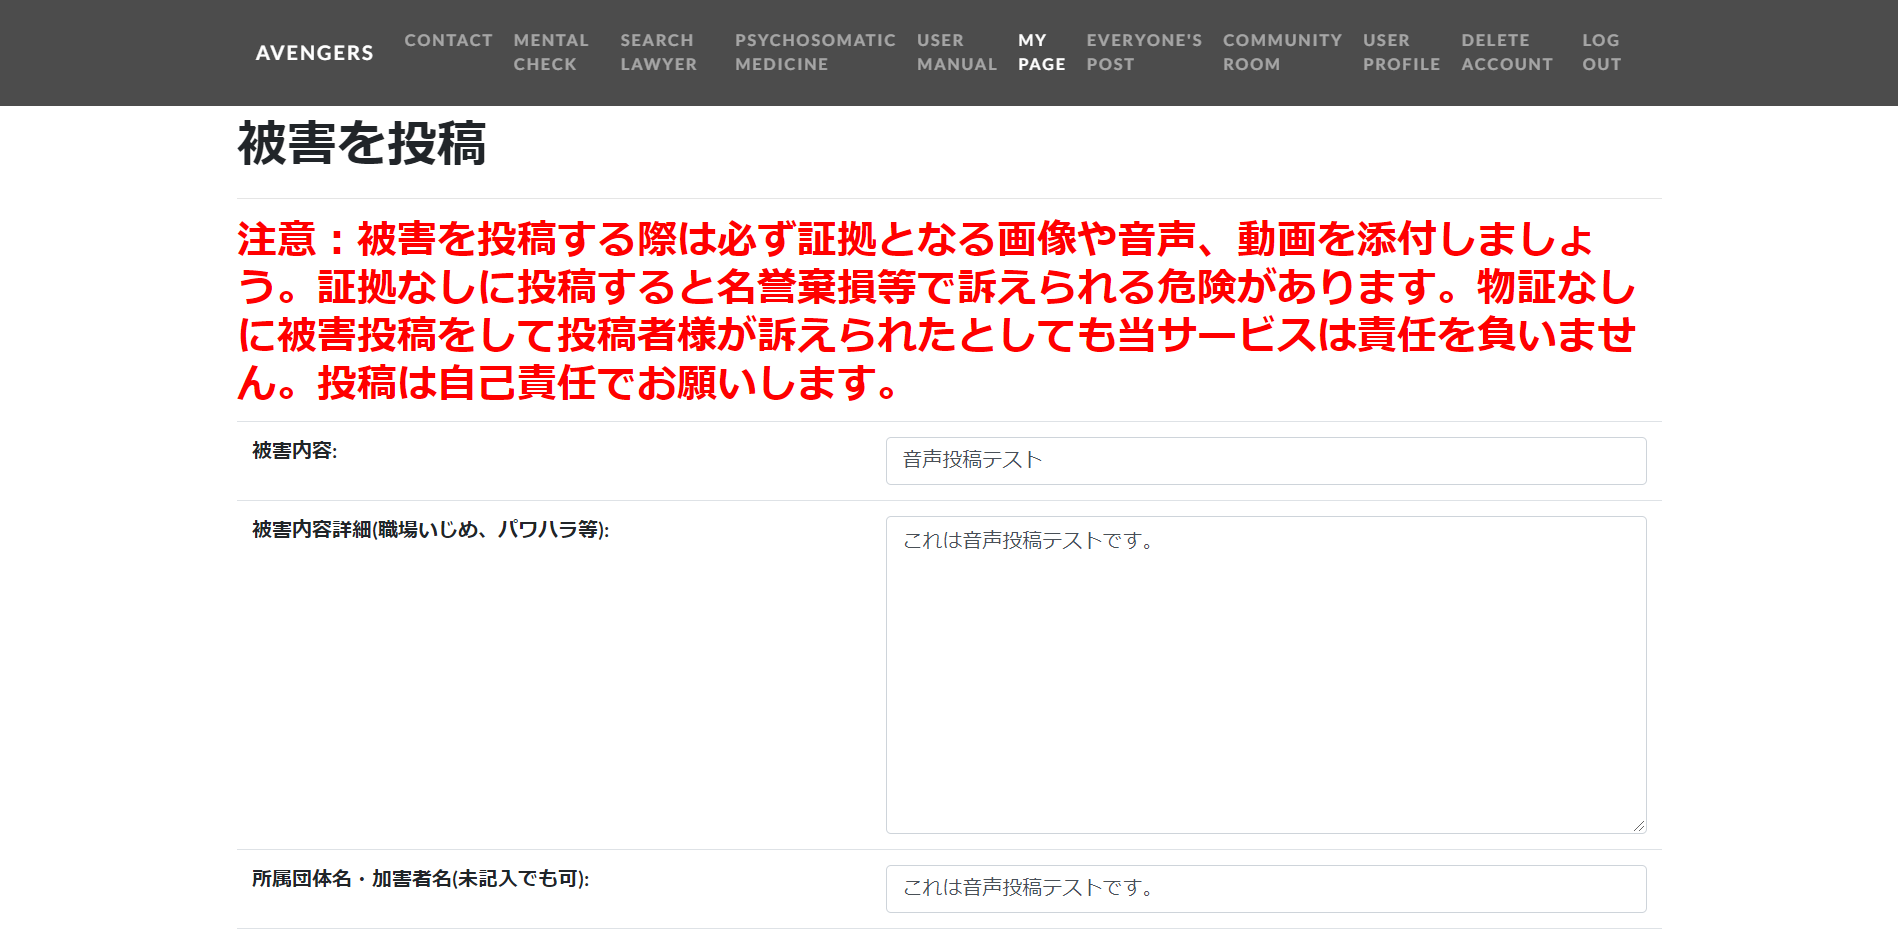 AVENGERS
CONTACT
MENTAL
CHECK
SEARCH
LAWYER
PSYCHOSOMATIC
MEDICINE
USER
MANUAL
MY
PAGE
EVERYONE'S
POST
COMMUNITY
ROOM
USER
PROFILE
DELETE
ACCOUNT
LOG
OUT
被害を投稿
注意：被害を投稿する際は必ず証拠となる画像や音声、動画を添付しましょ
う。証拠なしに投稿すると名誉棄損等で訴えられる危険があります。物証なし
に被害投稿をして投稿者様が訴えられたとしても当サービスは責任を負いませ
ん。投稿は自己責任でお願いします。
被害内容:
音声投稿テスト
被害内容詳細(職場いじめ、パワハラ等):
これは音声投稿テストです。
所属団体名・加害者名(未記入でも可):
これは音声投稿テストです。